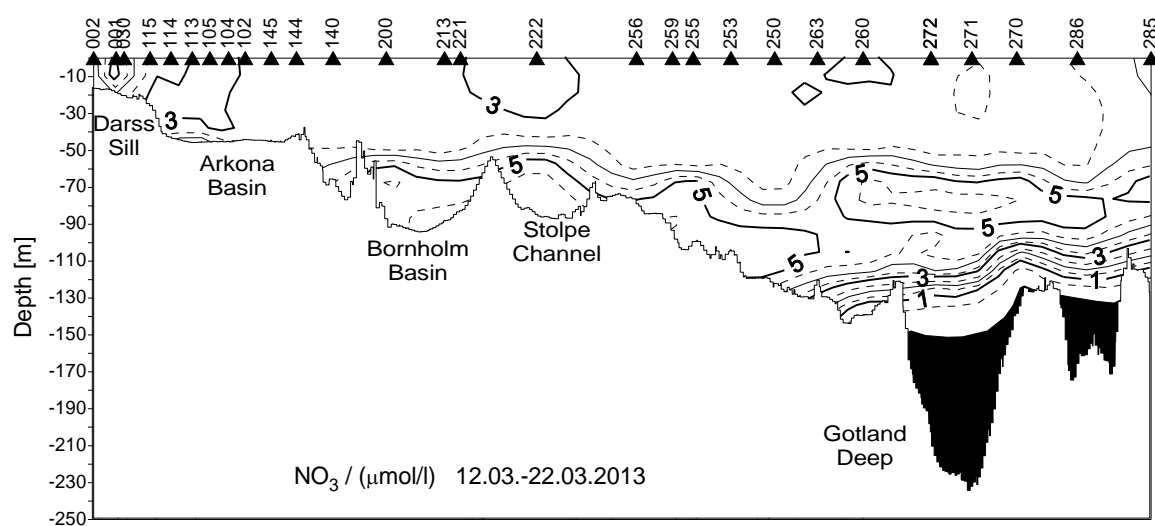 002 001 030 115 114 113 105 104 102 145 144 140 200 213 221 222 256 259 255 253 250 263 260 272 271 270 286 285
-10
-30
-50
-70
-90
-110
-130
-150
-170
-190
-210
-230
-250
Depth [m]
3
3
5
5
5
5
5
3
1
3
1
Darss
Sill
Arkona
Basin
Bornholm
Basin
Stolpe
Channel
Gotland
Deep
NO3 / (μmol/l) 12.03.-22.03.2013